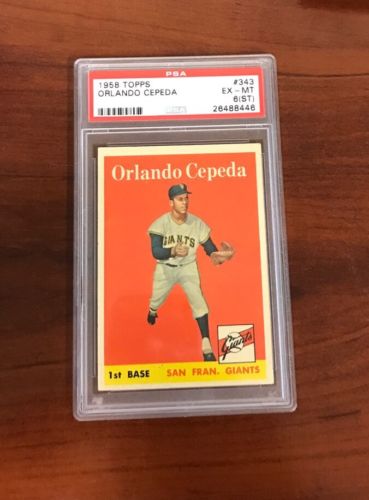 PSA
1958 TOPPS #343
ORLANDO CEPEDA EX - MT
6(ST)
26488446
Orlando Cepeda
GIANTS
Giants
1st BASE SAN FRAN. GIANTS